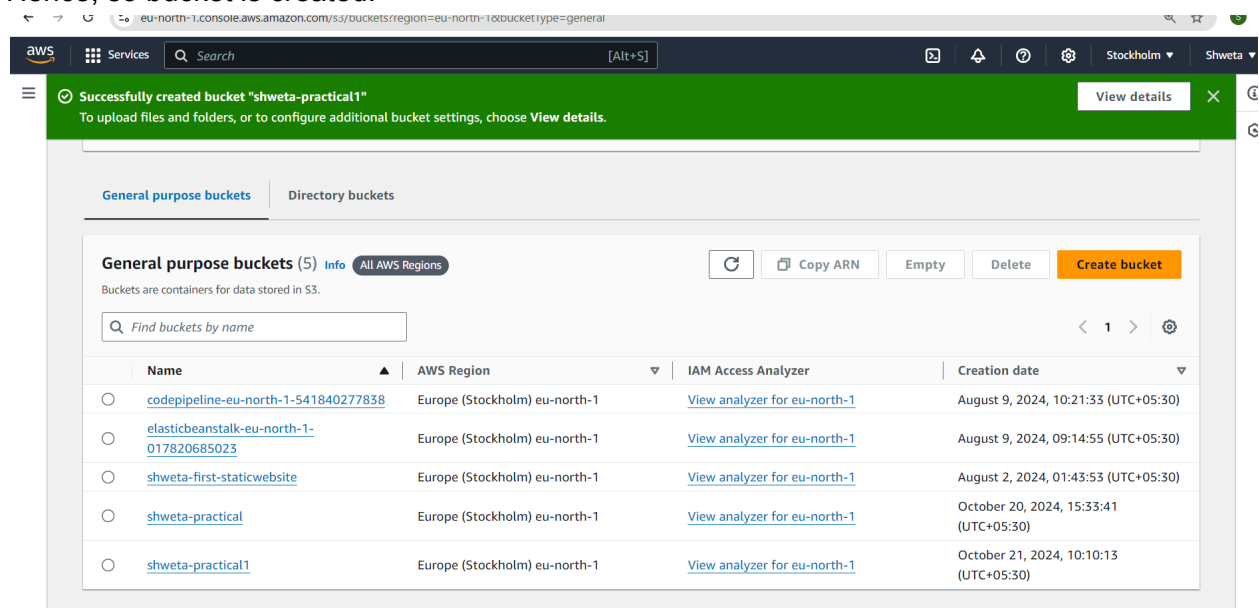 eu-north-1.console.aws.amazon.com/s3/buckets?region=eu-north-1&bucketType=general
S
aws
Services
Search
[Alt+S]
Stockholm
Shweta
Successfully created bucket "shweta-practical1"
To upload files and folders, or to configure additional bucket settings, choose View details.
View details
General purpose buckets
Directory buckets
General purpose buckets (5) Info All AWS Regions
Copy ARN
Empty
Delete
Create bucket
Buckets are containers for data stored in S3.
Find buckets by name
1
Name AWS Region IAM Access Analyzer Creation date
codepipeline-eu-north-1-541840277838 Europe (Stockholm) eu-north-1 View analyzer for eu-north-1 August 9, 2024, 10:21:33 (UTC+05:30)
elasticbeanstalk-eu-north-1-
017820685023
Europe (Stockholm) eu-north-1 View analyzer for eu-north-1 August 9, 2024, 09:14:55 (UTC+05:30)
shweta-first-staticwebsite Europe (Stockholm) eu-north-1 View analyzer for eu-north-1 August 2, 2024, 01:43:53 (UTC+05:30)
shweta-practical Europe (Stockholm) eu-north-1 View analyzer for eu-north-1 October 20, 2024, 15:33:41
(UTC+05:30)
shweta-practical1 Europe (Stockholm) eu-north-1 View analyzer for eu-north-1 October 21, 2024, 10:10:13
(UTC+05:30)